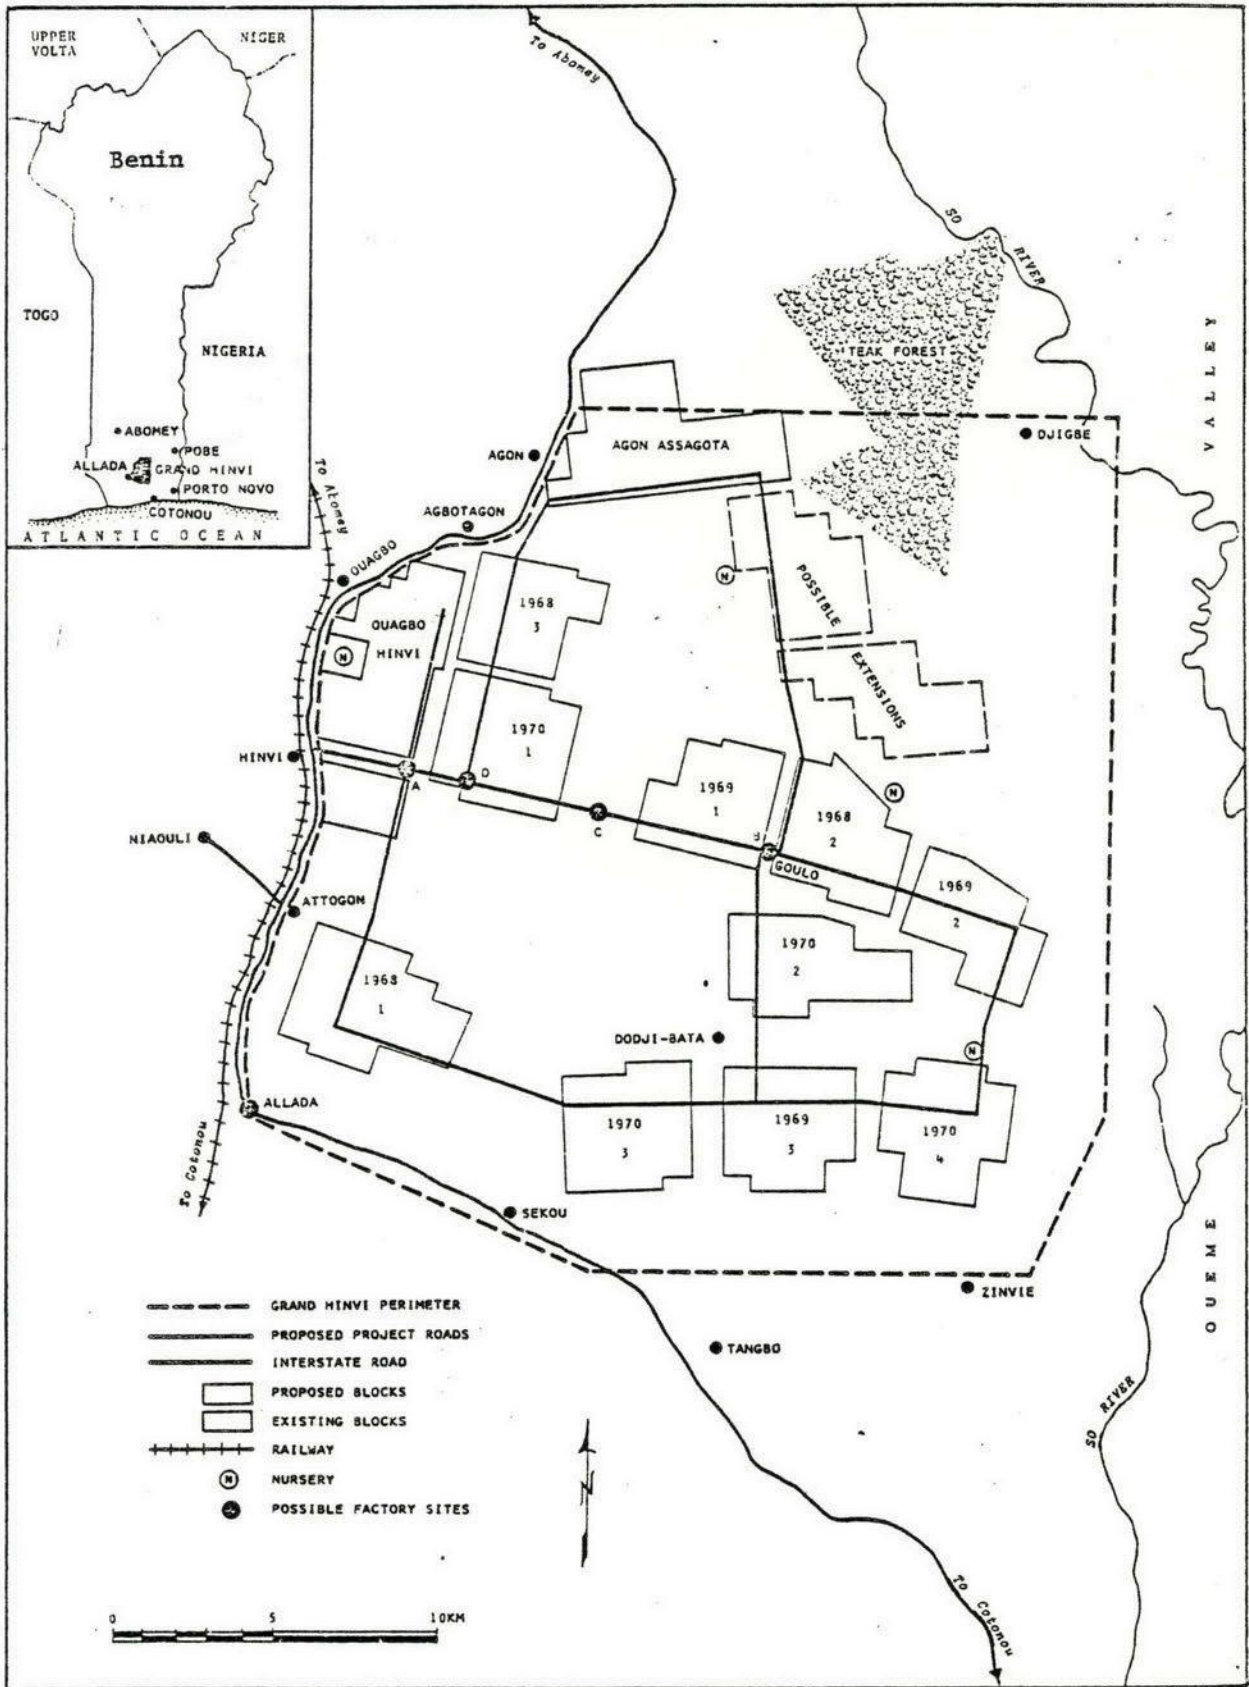 UPPER
VOLTA
NIGER
Benin
TOGO
NIGERIA
ABOMEY
POBE
ALLADA
GRAND HINVI
PORTO NOVO
COTONOU
ATLANTIC OCEAN
To Abomey
SO
RIVER
TEAK FOREST
VALLEY
DJIGBE
AGON ASSAGOTA
AGON
To Abomey
AGBOTAGON
OUAGBO
N
POSSIBLE
1968
3
OUAGBO
HINVI
N
EXTENSIONS
1970
1
HINVI
A
D
C
1969
1
N
1968
2
B
GOULO
NIAOULI
ATTOGON
1969
2
1970
2
1968
1
DODJI-BATA
N
ALLADA
1970
3
1969
3
1970
4
To Cotonou
SEKOU
ZINVIE
OUEME
TANGBO
SO RIVER
GRAND HINVI PERIMETER
PROPOSED PROJECT ROADS
INTERSTATE ROAD
PROPOSED BLOCKS
EXISTING BLOCKS
RAILWAY
N NURSERY
POSSIBLE FACTORY SITES
N
To Cotonou
0 5 10KM